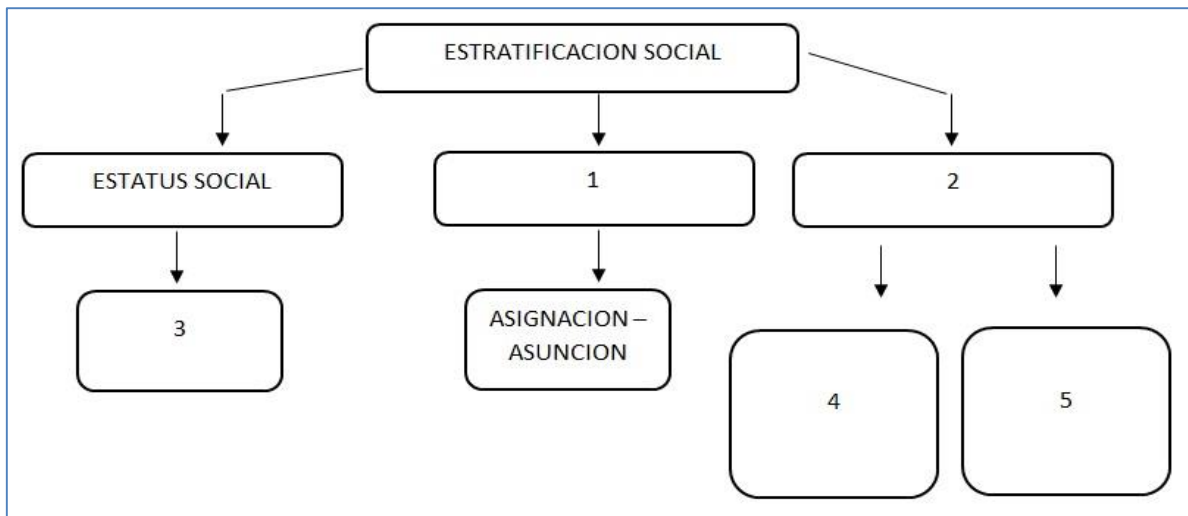 ESTRATIFICACION SOCIAL
ESTATUS SOCIAL
1
2
3
ASIGNACION –
ASUNCION
4
5